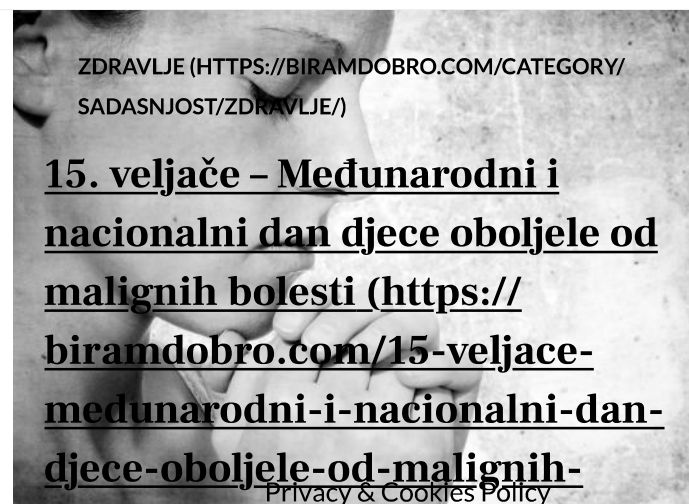 ZDRAVLJE (HTTPS://BIRAMDOBRO.COM/CATEGORY/
SADASNJOST/ZDRAVLJE/)
15. veljače – Međunarodni i
nacionalni dan djece oboljele od
malignih bolesti (https://
biramdobro.com/15-veljace-
medunarodni-i-nacionalni-dan-
djece-oboljele-od-malignih-
Privacy & Cookies Policy